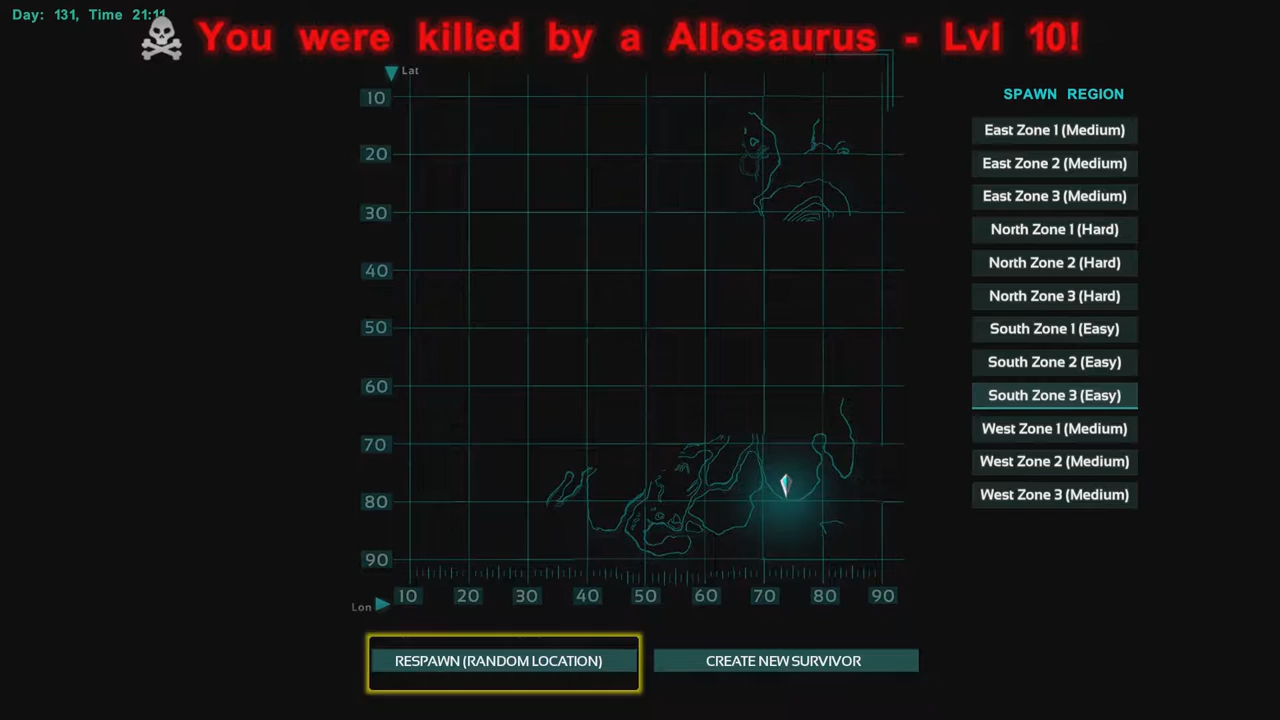 Day: 131, Time 21:11
You were killed by a Allosaurus - Lvl 10!
Lat
SPAWN REGION
10
20
30
40
50
60
70
80
90
East Zone 1 (Medium)
East Zone 2 (Medium)
East Zone 3 (Medium)
North Zone 1 (Hard)
North Zone 2 (Hard)
North Zone 3 (Hard)
South Zone 1 (Easy)
South Zone 2 (Easy)
South Zone 3 (Easy)
West Zone 1 (Medium)
West Zone 2 (Medium)
West Zone 3 (Medium)
Lon
10 20 30 40 50 60 70 80 90
RESPAWN (RANDOM LOCATION)
CREATE NEW SURVIVOR